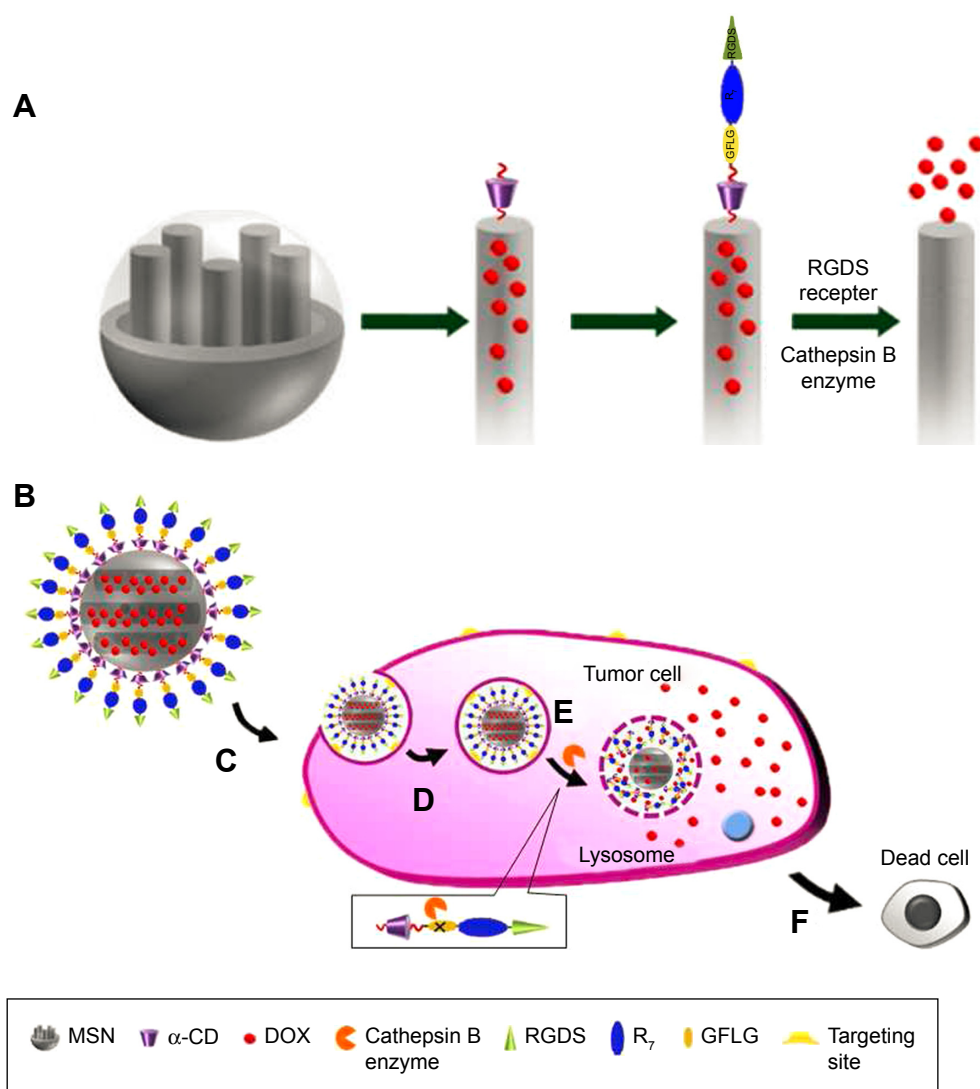 A
RGDS
R7
GFLG
RGDS
recepter
Cathepsin B
enzyme
B
C
D
E
Tumor cell
Lysosome
F
Dead cell
MSN
α-CD
DOX
Cathepsin B
enzyme
RGDS
R7
GFLG
Targeting
site